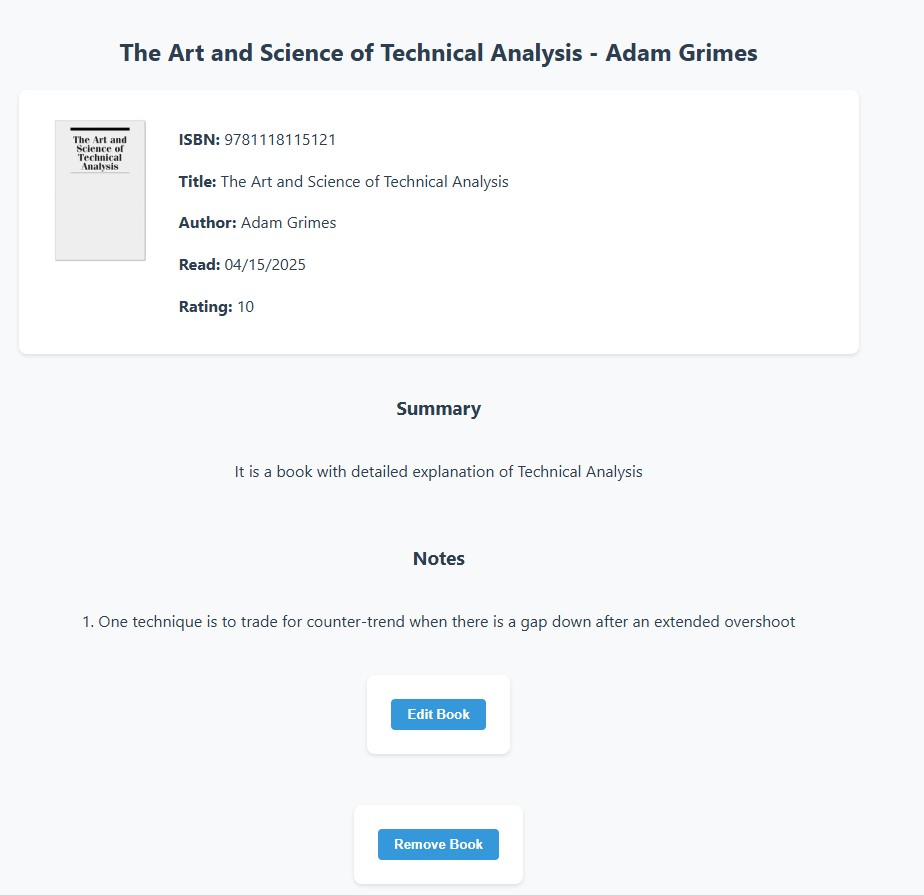 The Art and Science of Technical Analysis - Adam Grimes
The Art and
Science of
Technical
Analysis
ISBN: 9781118115121
Title: The Art and Science of Technical Analysis
Author: Adam Grimes
Read: 04/15/2025
Rating: 10
Summary
It is a book with detailed explanation of Technical Analysis
Notes
1. One technique is to trade for counter-trend when there is a gap down after an extended overshoot
Edit Book
Remove Book